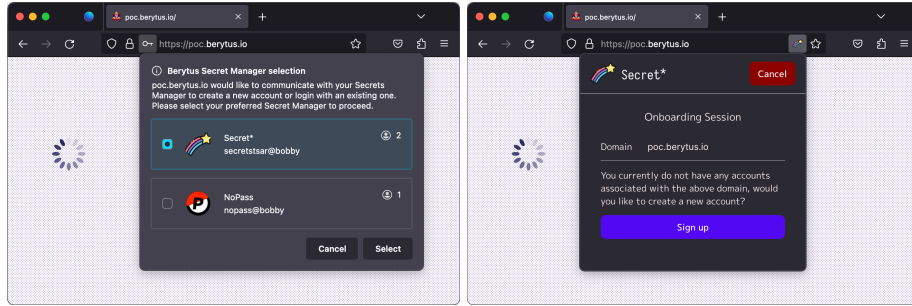 poc.berytus.io/
https://poc.berytus.io
Berytus Secret Manager selection
poc.berytus.io would like to communicate with your Secrets
Manager to create a new account or login with an existing one.
Please select your preferred Secret Manager to proceed.
Secret*
secretstsar@bobby
2
NoPass
nopass@bobby
1
Cancel
Select
poc.berytus.io/
https://poc.berytus.io
Secret*
Cancel
Onboarding Session
Domain poc.berytus.io
You currently do not have any accounts
associated with the above domain, would
you like to create a new account?
Sign up